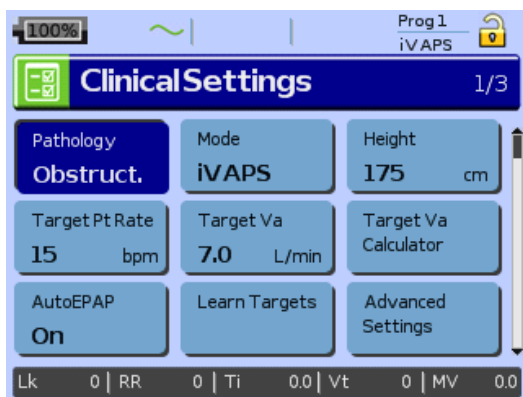 100%
Prog 1
iVAPS
Clinical Settings 1/3
Pathology
Obstruct.
Mode
iVAPS
Height
175 cm
Target Pt Rate
15 bpm
Target Va
7.0 L/min
Target Va
Calculator
AutoEPAP
On
Learn Targets
Advanced
Settings
Lk 0 | RR 0 | Ti 0.0 | Vt 0 | MV 0.0